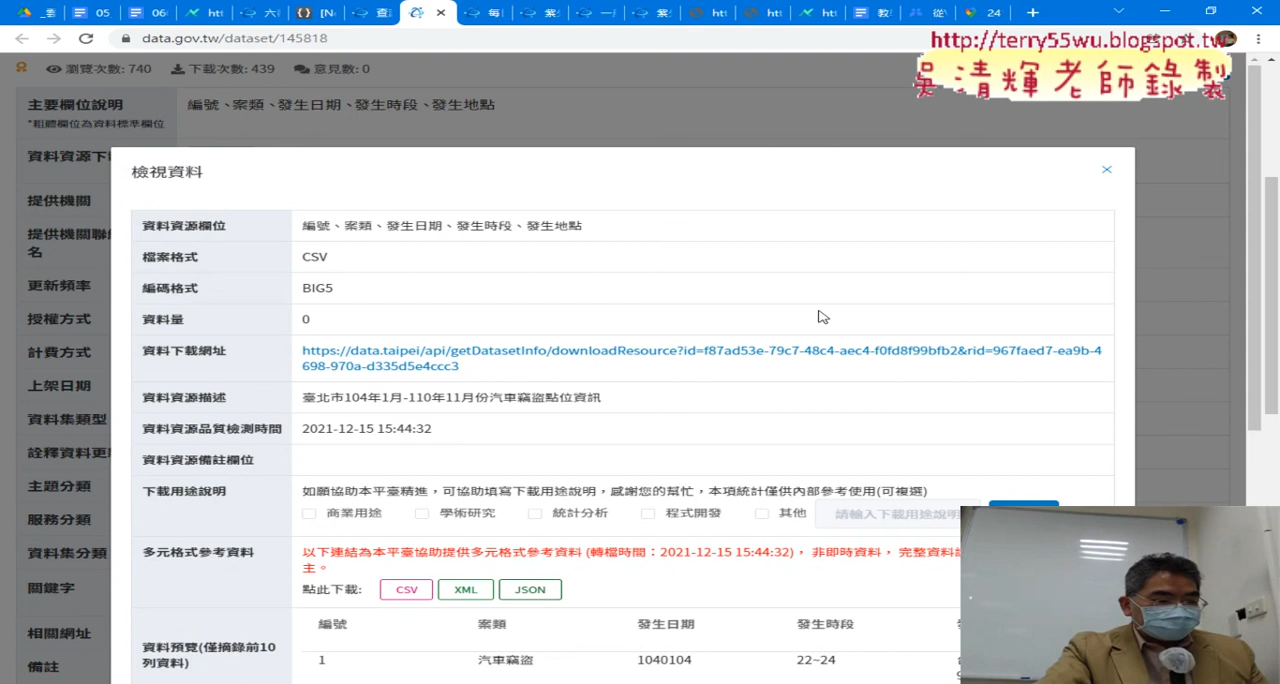 二 動
05
06
htt
六
[N
查
每
紫
一
紫
htt
htt
htt
教
從V
24
data.gov.tw/dataset/145818
http://terry55wu.blogspot.tw
吳清輝老師錄製
瀏覽次數: 740 下載次數: 439 意見數: 0
主要欄位說明
*粗體欄位為資料標準欄位
編號、案類、發生日期、發生時段、發生地點
資料資源下
提供機關
提供機關聯
名
更新頻率
授權方式
計費方式
上架日期
資料集類型
詮釋資料更
主題分類
服務分類
資料集分類
關鍵字
相關網址
備註
檢視資料
資料資源欄位 編號、案類、發生日期、發生時段、發生地點
檔案格式 CSV
編碼格式 BIG5
資料量 0
資料下載網址 https://data.taipei/api/getDatasetInfo/downloadResource?id=f87ad53e-79c7-48c4-aec4-f0fd8f99bfb2&rid=967faed7-ea9b-4
698-970a-d335d5e4ccc3
資料資源描述 臺北市104年1月-110年11月份汽車竊盜點位資訊
資料資源品質檢測時間 2021-12-15 15:44:32
資料資源備註欄位
下載用途說明 如願協助本平臺精進，可協助填寫下載用途說明，感謝您的幫忙，本項統計僅供內部參考使用(可複選)
商業用途 學術研究 統計分析 程式開發 其他 請輸入下載用途說明
多元格式參考資料 以下連結為本平臺協助提供多元格式參考資料 (轉檔時間：2021-12-15 15:44:32)， 非即時資料， 完整資料
主。
點此下載: CSV XML JSON
資料預覽(僅摘錄前10
列資料)
編號 案類 發生日期 發生時段
1 汽車竊盜 1040104 22~24